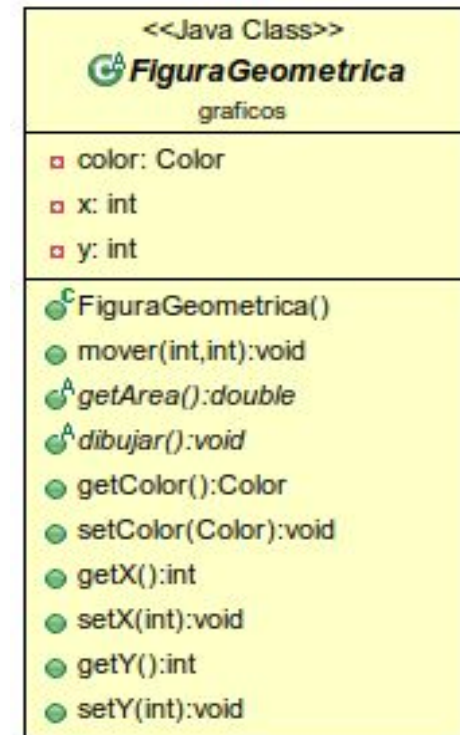 <<Java Class>>
FiguraGeometrica
graficos
color: Color
x: int
y: int
FiguraGeometrica()
mover(int,int):void
getArea():double
dibujar():void
getColor():Color
setColor(Color):void
getX():int
setX(int):void
getY():int
setY(int):void